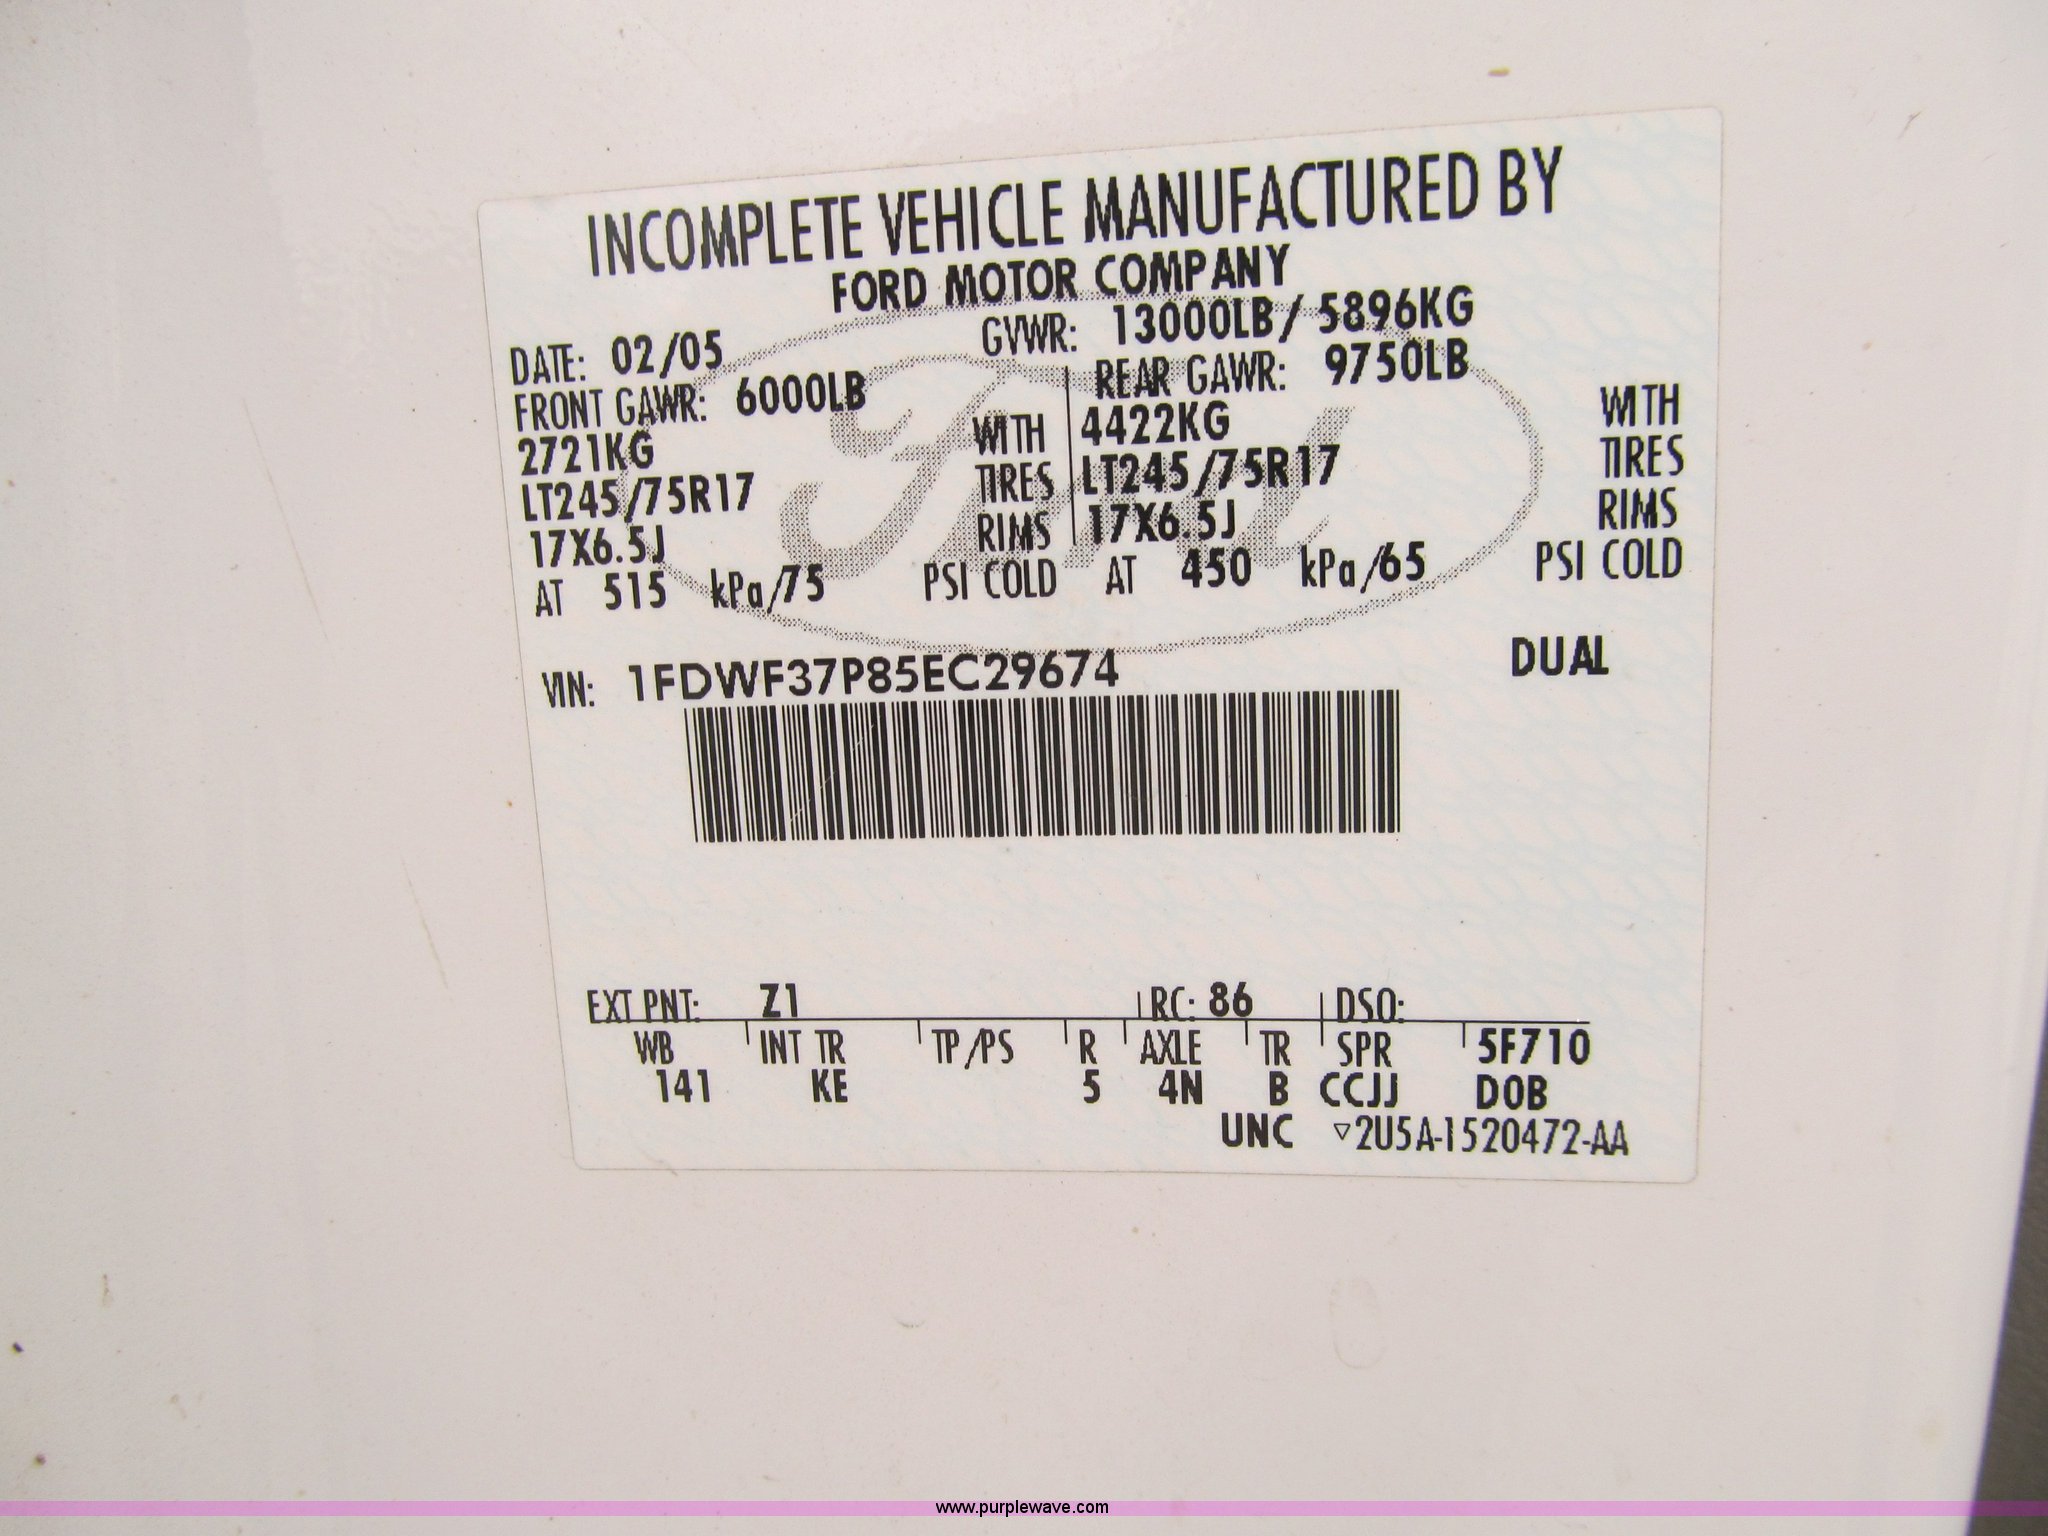 INCOMPLETE VEHICLE MANUFACTURED BY
FORD MOTOR COMPANY
DATE: 02/05 GVWR: 13000LB/ 5896KG
FRONT GAWR: 6000LB REAR GAWR: 9750LB
2721KG WITH 4422KG WITH
LT245/75R17 TIRES LT245/75R17 TIRES
17X6.5J RIMS 17X6.5J RIMS
AT 515 kPa/75 PSI COLD AT 450 kPa/65 PSI COLD
VIN: 1FDWF37P85EC29674 DUAL
EXT PNT: Z1 RC: 86 DSO:
WB INT TR TP/PS R AXLE TR SPR 5F710
141 KE 5 4N B CCJJ DOB
UNC ▽2U5A-1520472-AA
www.purplewave.com